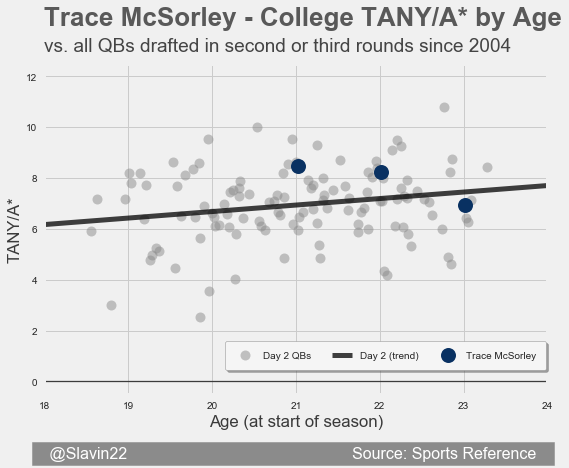 Trace McSorley - College TANY/A* by Age
vs. all QBs drafted in second or third rounds since 2004
12
10
8
6
4
2
0
TANY/A*
Day 2 QBs
Day 2 (trend)
Trace McSorley
18
19
20
21
22
23
24
Age (at start of season)
@Slavin22
Source: Sports Reference